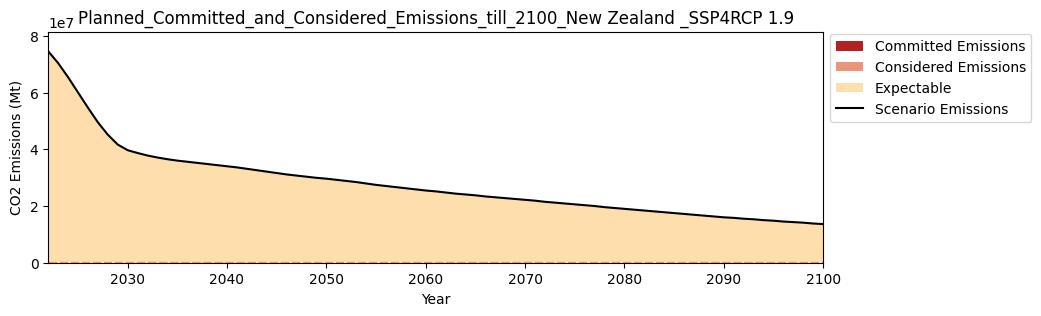 Planned_Committed_and_Considered_Emissions_till_2100_New Zealand _SSP4RCP 1.9
1e7
8
6
4
2
0
CO2 Emissions (Mt)
2030 2040 2050 2060 2070 2080 2090 2100
Year
Committed Emissions
Considered Emissions
Expectable
Scenario Emissions